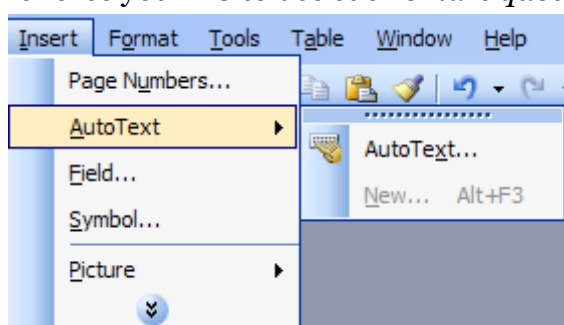 Insert Format Tools Table Window Help
Page Numbers...
AutoText
AutoText...
Field...
New... Alt+F3
Symbol...
Picture